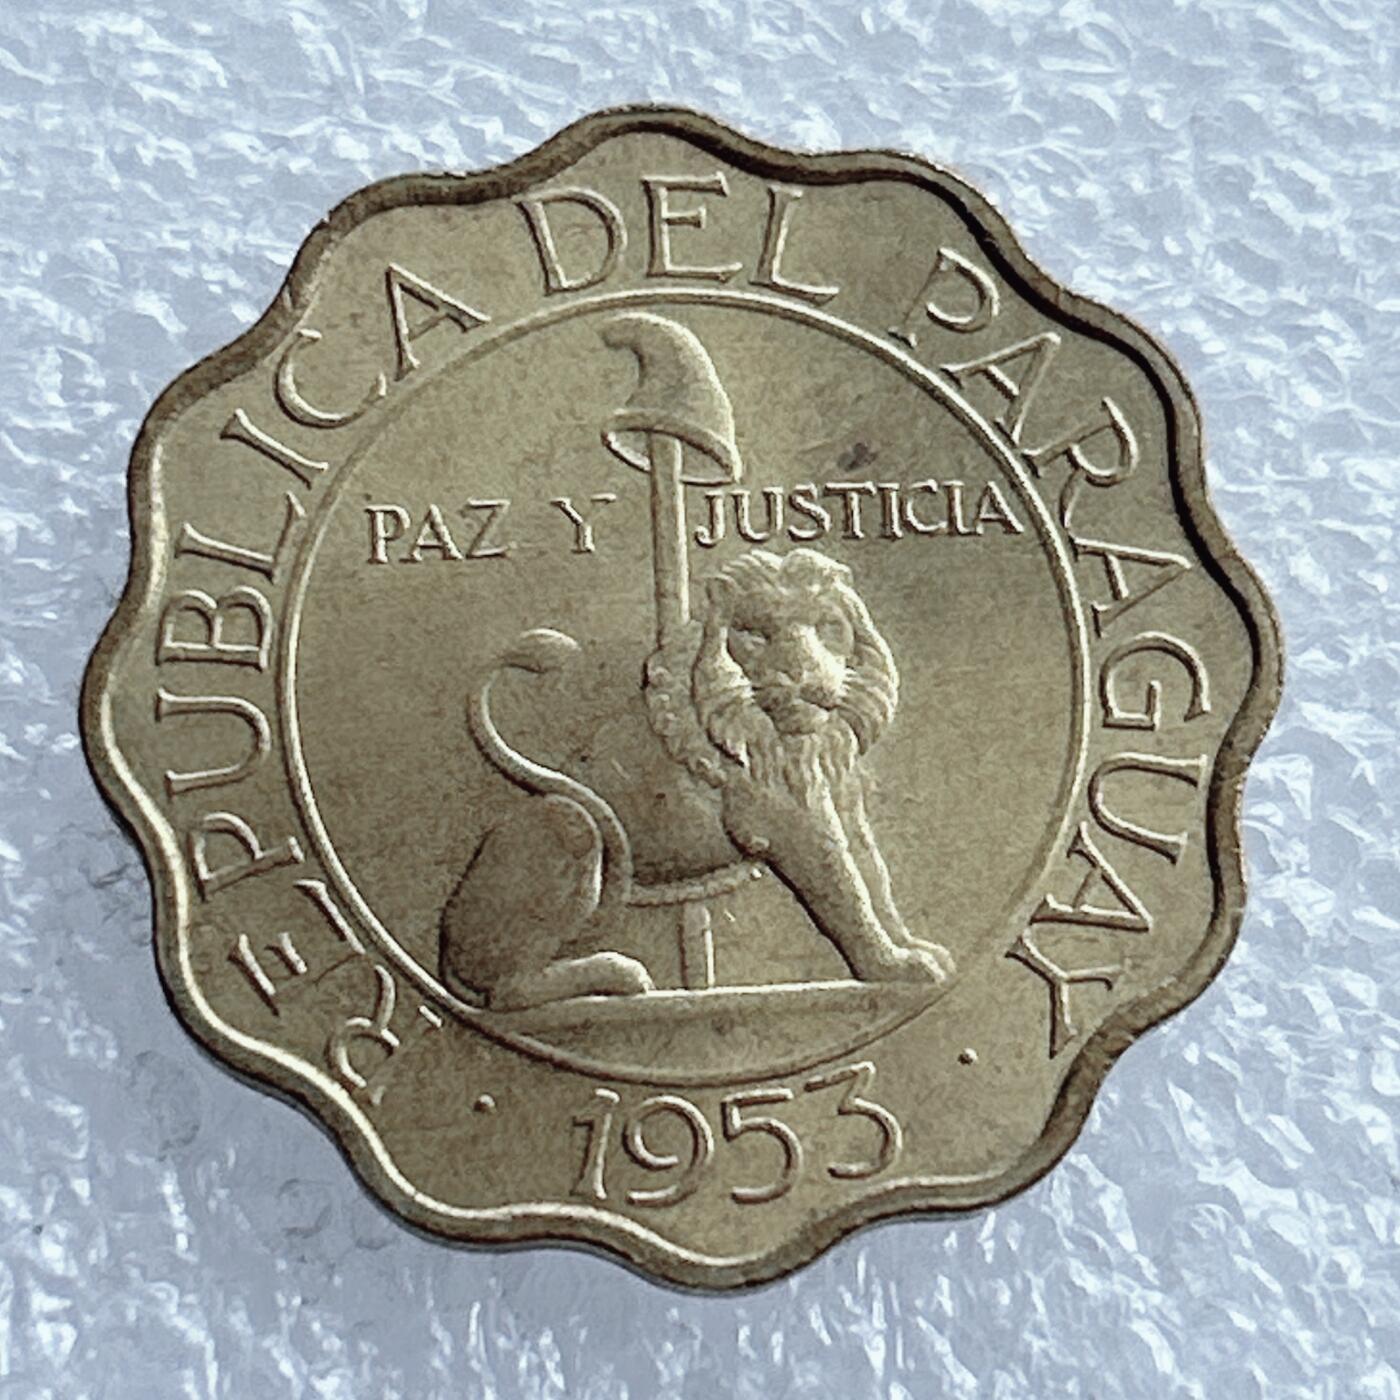 REPUBLICA DEL PARAGUAY
PAZ Y JUSTICIA
· 1953 ·